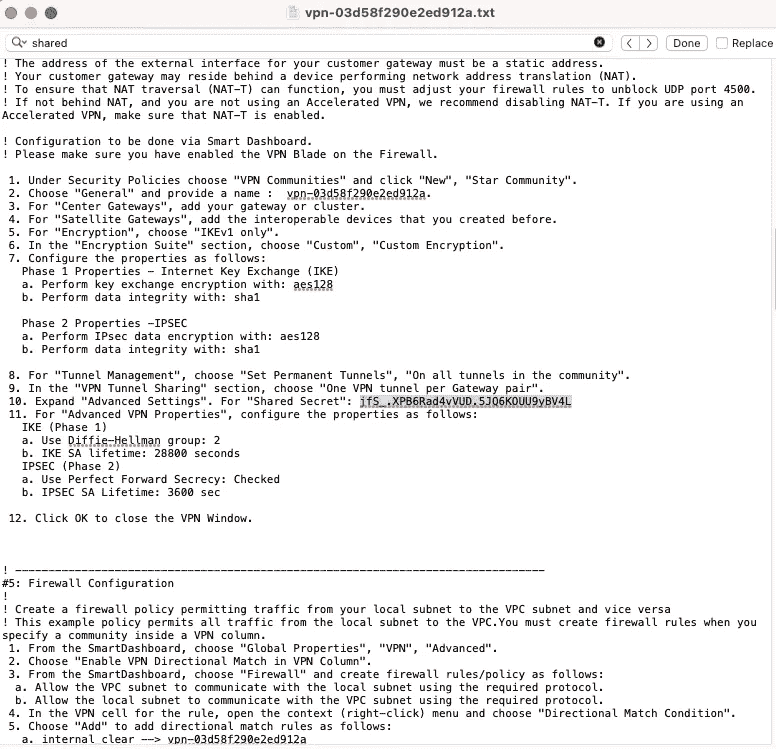 vpn-03d58f290e2ed912a.txt
shared
Done
Replace
! The address of the external interface for your customer gateway must be a static address.
! Your customer gateway may reside behind a device performing network address translation (NAT).
! To ensure that NAT traversal (NAT-T) can function, you must adjust your firewall rules to unblock UDP port 4500.
! If not behind NAT, and you are not using an Accelerated VPN, we recommend disabling NAT-T. If you are using an
Accelerated VPN, make sure that NAT-T is enabled.
! Configuration to be done via Smart Dashboard.
! Please make sure you have enabled the VPN Blade on the Firewall.
1. Under Security Policies choose "VPN Communities" and click "New", "Star Community".
2. Choose "General" and provide a name : vpn-03d58f290e2ed912a.
3. For "Center Gateways", add your gateway or cluster.
4. For "Satellite Gateways", add the interoperable devices that you created before.
5. For "Encryption", choose "IKEv1 only".
6. In the "Encryption Suite" section, choose "Custom", "Custom Encryption".
7. Configure the properties as follows:
Phase 1 Properties - Internet Key Exchange (IKE)
a. Perform key exchange encryption with: aes128
b. Perform data integrity with: sha1
Phase 2 Properties -IPSEC
a. Perform IPsec data encryption with: aes128
b. Perform data integrity with: sha1
8. For "Tunnel Management", choose "Set Permanent Tunnels", "On all tunnels in the community".
9. In the "VPN Tunnel Sharing" section, choose "One VPN tunnel per Gateway pair".
10. Expand "Advanced Settings". For "Shared Secret": jfS_.XPB6Rad4vVUD.5JQ6KOUU9yBV4L
11. For "Advanced VPN Properties", configure the properties as follows:
IKE (Phase 1)
a. Use Diffie-Hellman group: 2
b. IKE SA lifetime: 28800 seconds
IPSEC (Phase 2)
a. Use Perfect Forward Secrecy: Checked
b. IPSEC SA Lifetime: 3600 sec
12. Click OK to close the VPN Window.
! --------------------------------------------------------------------------------
#5: Firewall Configuration
!
! Create a firewall policy permitting traffic from your local subnet to the VPC subnet and vice versa
! This example policy permits all traffic from the local subnet to the VPC.You must create firewall rules when you
specify a community inside a VPN column.
1. From the SmartDashboard, choose "Global Properties", "VPN", "Advanced".
2. Choose "Enable VPN Directional Match in VPN Column".
3. From the SmartDashboard, choose "Firewall" and create firewall rules/policy as follows:
a. Allow the VPC subnet to communicate with the local subnet using the required protocol.
b. Allow the local subnet to communicate with the VPC subnet using the required protocol.
4. In the VPN cell for the rule, open the context (right-click) menu and choose "Directional Match Condition".
5. Choose "Add" to add directional match rules as follows:
a. internal_clear --> vpn-03d58f290e2ed912a